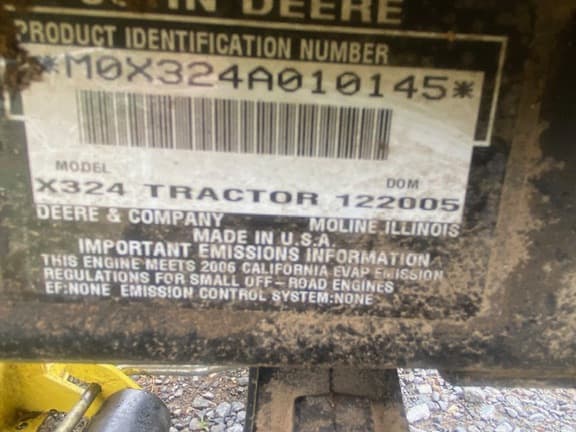 IN DEERE
PRODUCT IDENTIFICATION NUMBER
*M0X324A010145*
MODEL DOM
X324 TRACTOR 122005
DEERE & COMPANY MOLINE ILLINOIS
MADE IN U.S.A.
IMPORTANT EMISSIONS INFORMATION
THIS ENGINE MEETS 2006 CALIFORNIA EVAP EMISSION
REGULATIONS FOR SMALL OFF-ROAD ENGINES
EF:NONE EMISSION CONTROL SYSTEM:NONE